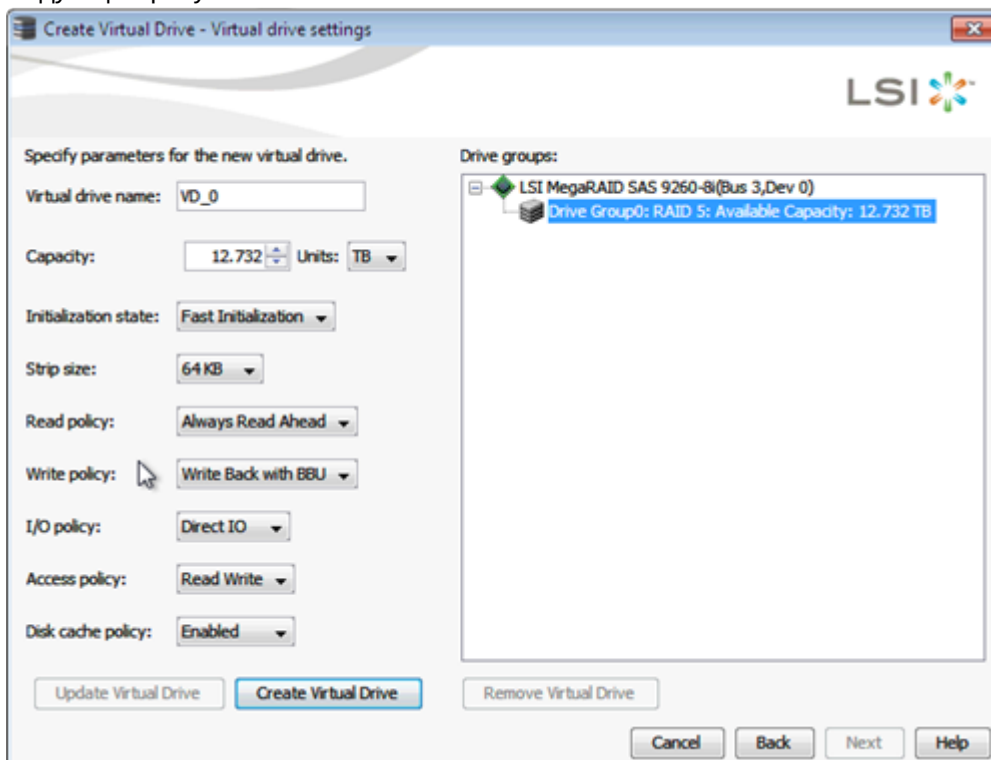 Create Virtual Drive - Virtual drive settings
LSI
Specify parameters for the new virtual drive.
Virtual drive name: VD_0
Capacity: 12.732 Units: TB
Initialization state: Fast Initialization
Strip size: 64 KB
Read policy: Always Read Ahead
Write policy: Write Back with BBU
I/O policy: Direct IO
Access policy: Read Write
Disk cache policy: Enabled
Update Virtual Drive Create Virtual Drive
Drive groups:
LSI MegaRAID SAS 9260-8i(Bus 3,Dev 0)
Drive Group0: RAID 5: Available Capacity: 12.732 TB
Remove Virtual Drive
Cancel Back Next Help